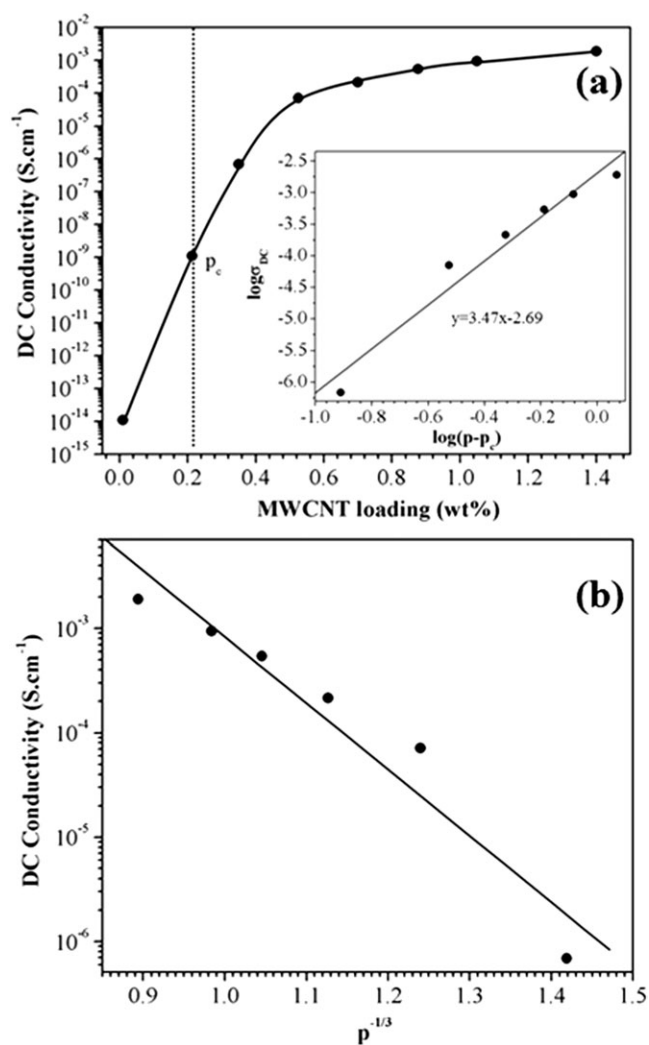 (a)
DC Conductivity (S.cm⁻¹)
10⁻²
10⁻³
10⁻⁴
10⁻⁵
10⁻⁶
10⁻⁷
10⁻⁸
10⁻⁹
10⁻¹⁰
10⁻¹¹
10⁻¹²
10⁻¹³
10⁻¹⁴
10⁻¹⁵
p꜀
logσDC
-2.5
-3.0
-3.5
-4.0
-4.5
-5.0
-5.5
-6.0
y=3.47x-2.69
-1.0 -0.8 -0.6 -0.4 -0.2 0.0
log(p-p꜀)
0.0 0.2 0.4 0.6 0.8 1.0 1.2 1.4
MWCNT loading (wt%)
(b)
DC Conductivity (S.cm⁻¹)
10⁻³
10⁻⁴
10⁻⁵
10⁻⁶
0.9 1.0 1.1 1.2 1.3 1.4 1.5
p⁻¹/³